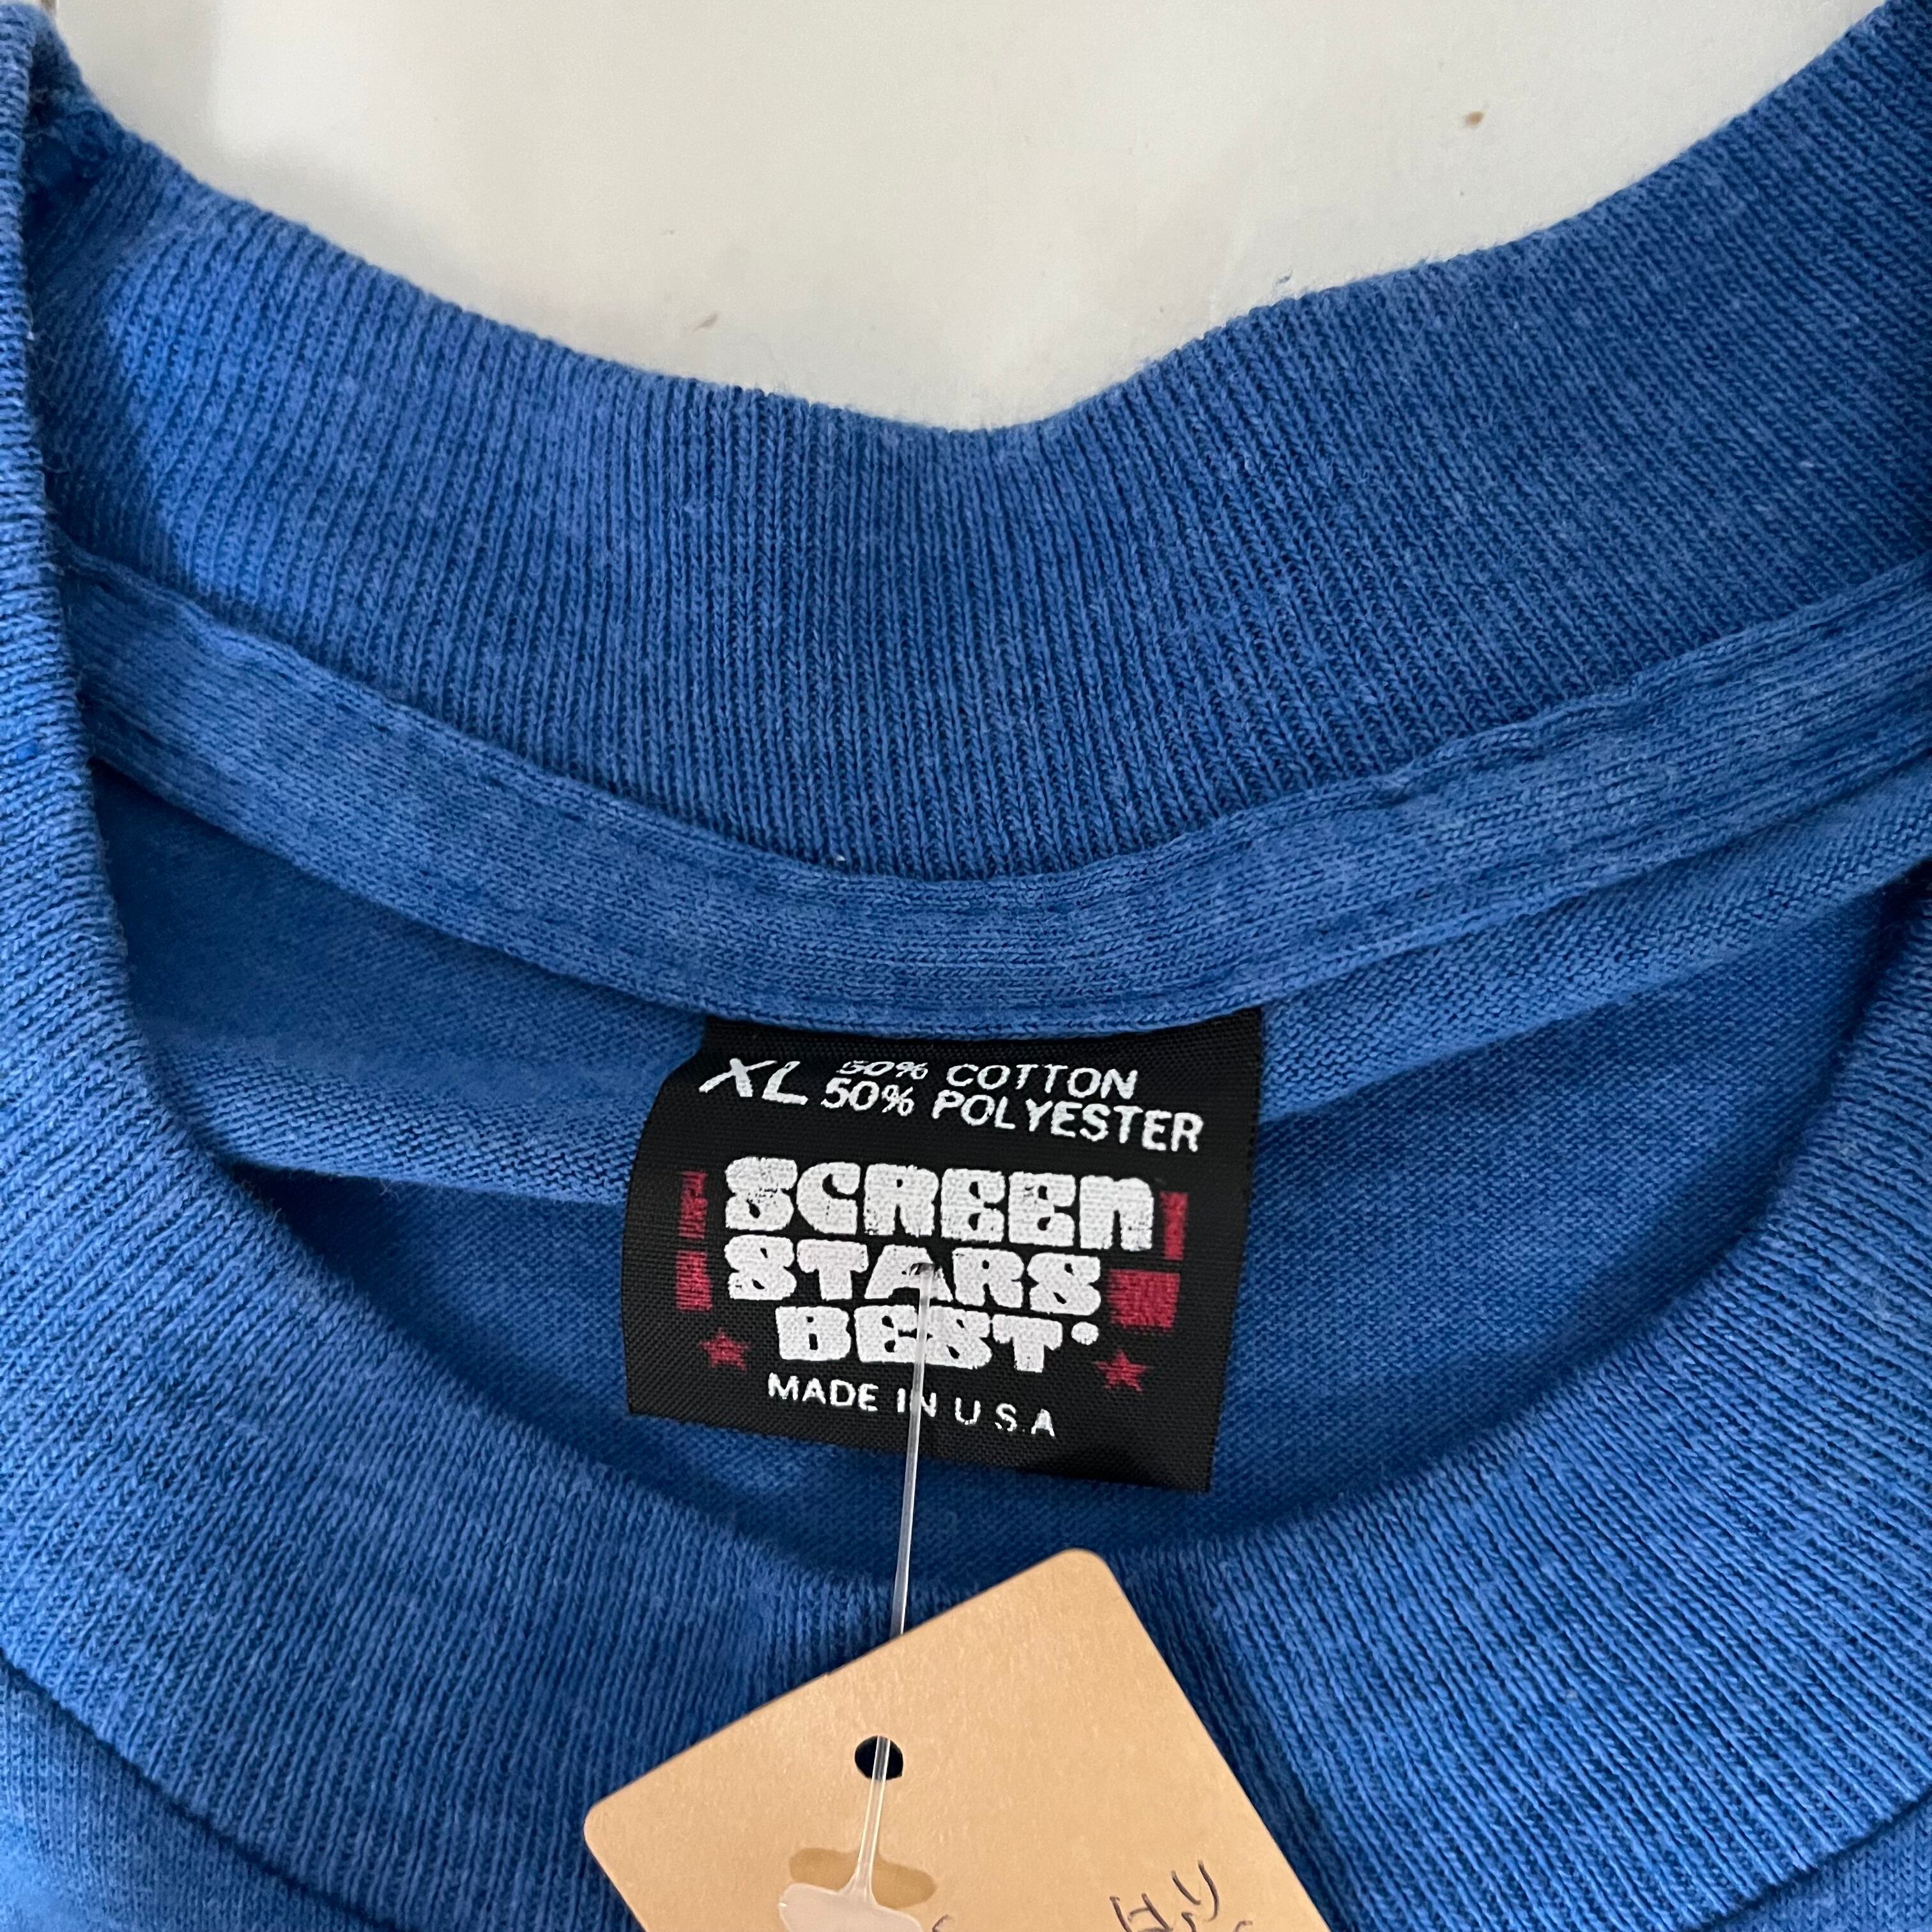 XL 50% COTTON
50% POLYESTER
SCREEN
STARS
BEST
MADE IN U.S.A